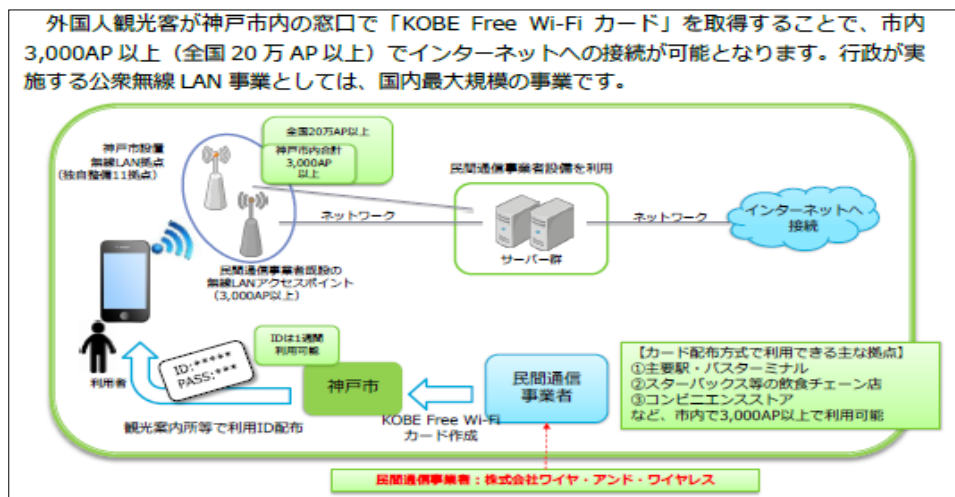 外国人観光客が神戸市内の窓口で「KOBE Free Wi-Fi カード」を取得することで、市内
3,000AP 以上（全国 20 万 AP 以上）でインターネットへの接続が可能となります。行政が実
施する公衆無線 LAN 事業としては、国内最大規模の事業です。
全国20万AP以上
神戸市内合計
3,000AP
以上
神戸市設置
無線LAN拠点
（独自整備11拠点）
民間通信事業者設備を利用
ネットワーク
サーバー群
ネットワーク
インターネットへ
接続
民間通信事業者既設の
無線LANアクセスポイント
（3,000AP以上）
利用者
ID:*****
PASS:***
IDは1週間
利用可能
神戸市
観光案内所等で利用ID配布
KOBE Free Wi-Fi
カード作成
民間通信
事業者
【カード配布方式で利用できる主な拠点】
①主要駅・バスターミナル
②スターバックス等の飲食チェーン店
③コンビニエンスストア
など、市内で3,000AP以上で利用可能
民間通信事業者：株式会社ワイヤ・アンド・ワイヤレス